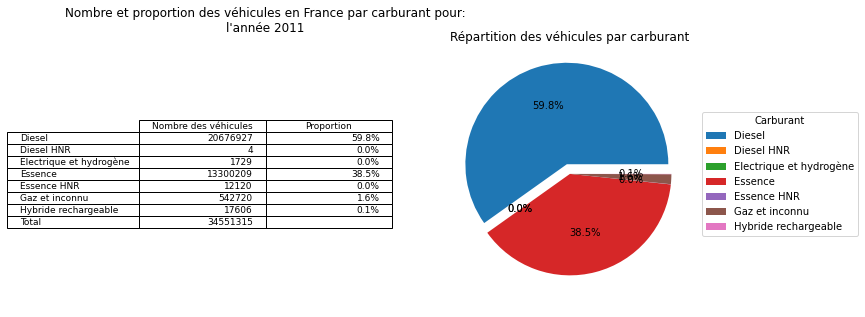 Nombre et proportion des véhicules en France par carburant pour:
l'année 2011
Nombre des véhicules Proportion
Diesel 20676927 59.8%
Diesel HNR 4 0.0%
Electrique et hydrogène 1729 0.0%
Essence 13300209 38.5%
Essence HNR 12120 0.0%
Gaz et inconnu 542720 1.6%
Hybride rechargeable 17606 0.1%
Total 34551315
Répartition des véhicules par carburant
59.8%
0.1%
0.0%
0.0%
38.5%
Carburant
Diesel
Diesel HNR
Electrique et hydrogène
Essence
Essence HNR
Gaz et inconnu
Hybride rechargeable